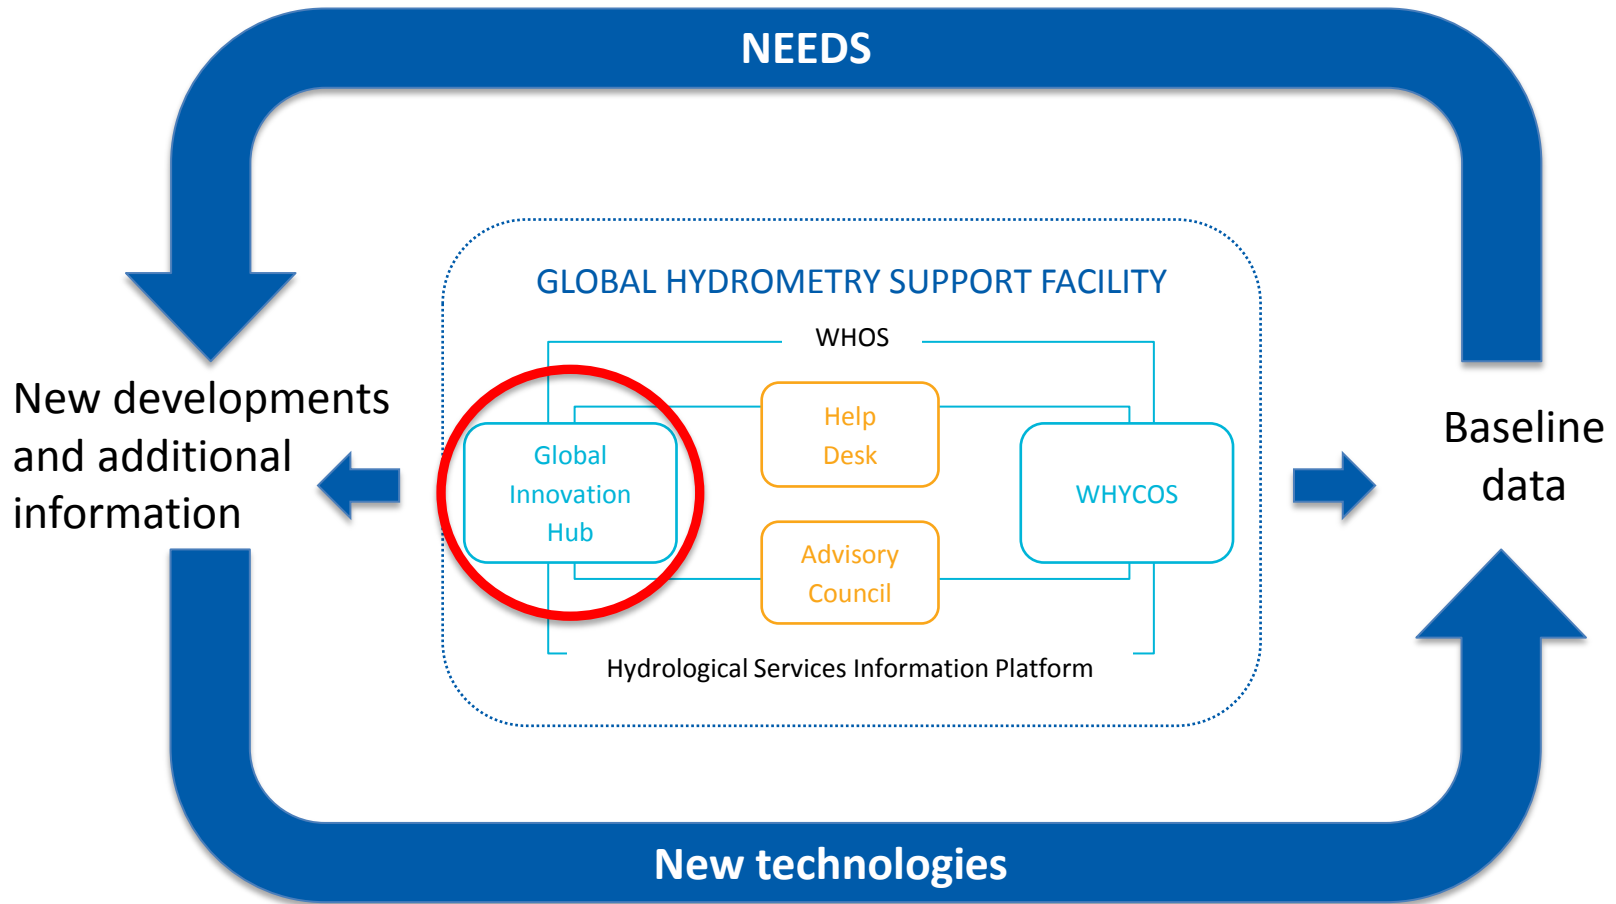 NEEDS
GLOBAL HYDROMETRY SUPPORT FACILITY
WHOS
New developments
and additional
information
Global
Innovation
Hub
Help
Desk
Advisory
Council
WHYCOS
Baseline
data
Hydrological Services Information Platform
New technologies